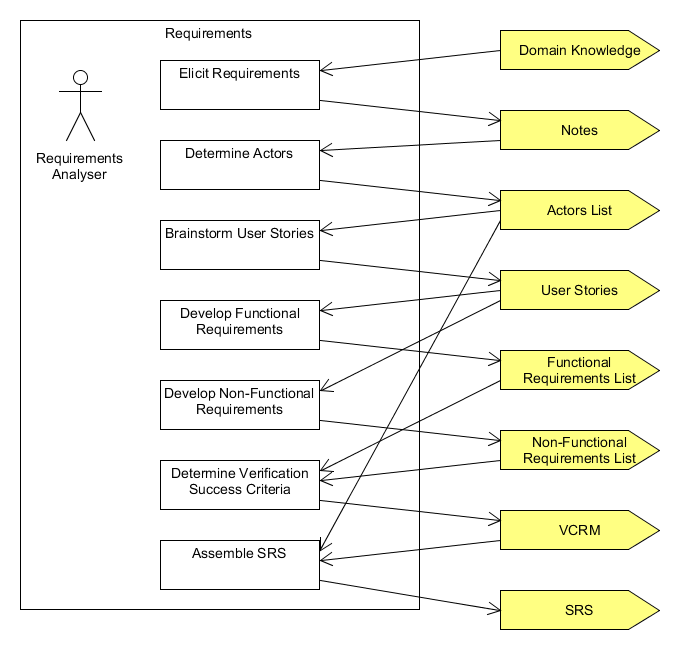 Requirements
Requirements
Analyser
Elicit Requirements
Determine Actors
Brainstorm User Stories
Develop Functional
Requirements
Develop Non-Functional
Requirements
Determine Verification
Success Criteria
Assemble SRS
Domain Knowledge
Notes
Actors List
User Stories
Functional
Requirements List
Non-Functional
Requirements List
VCRM
SRS